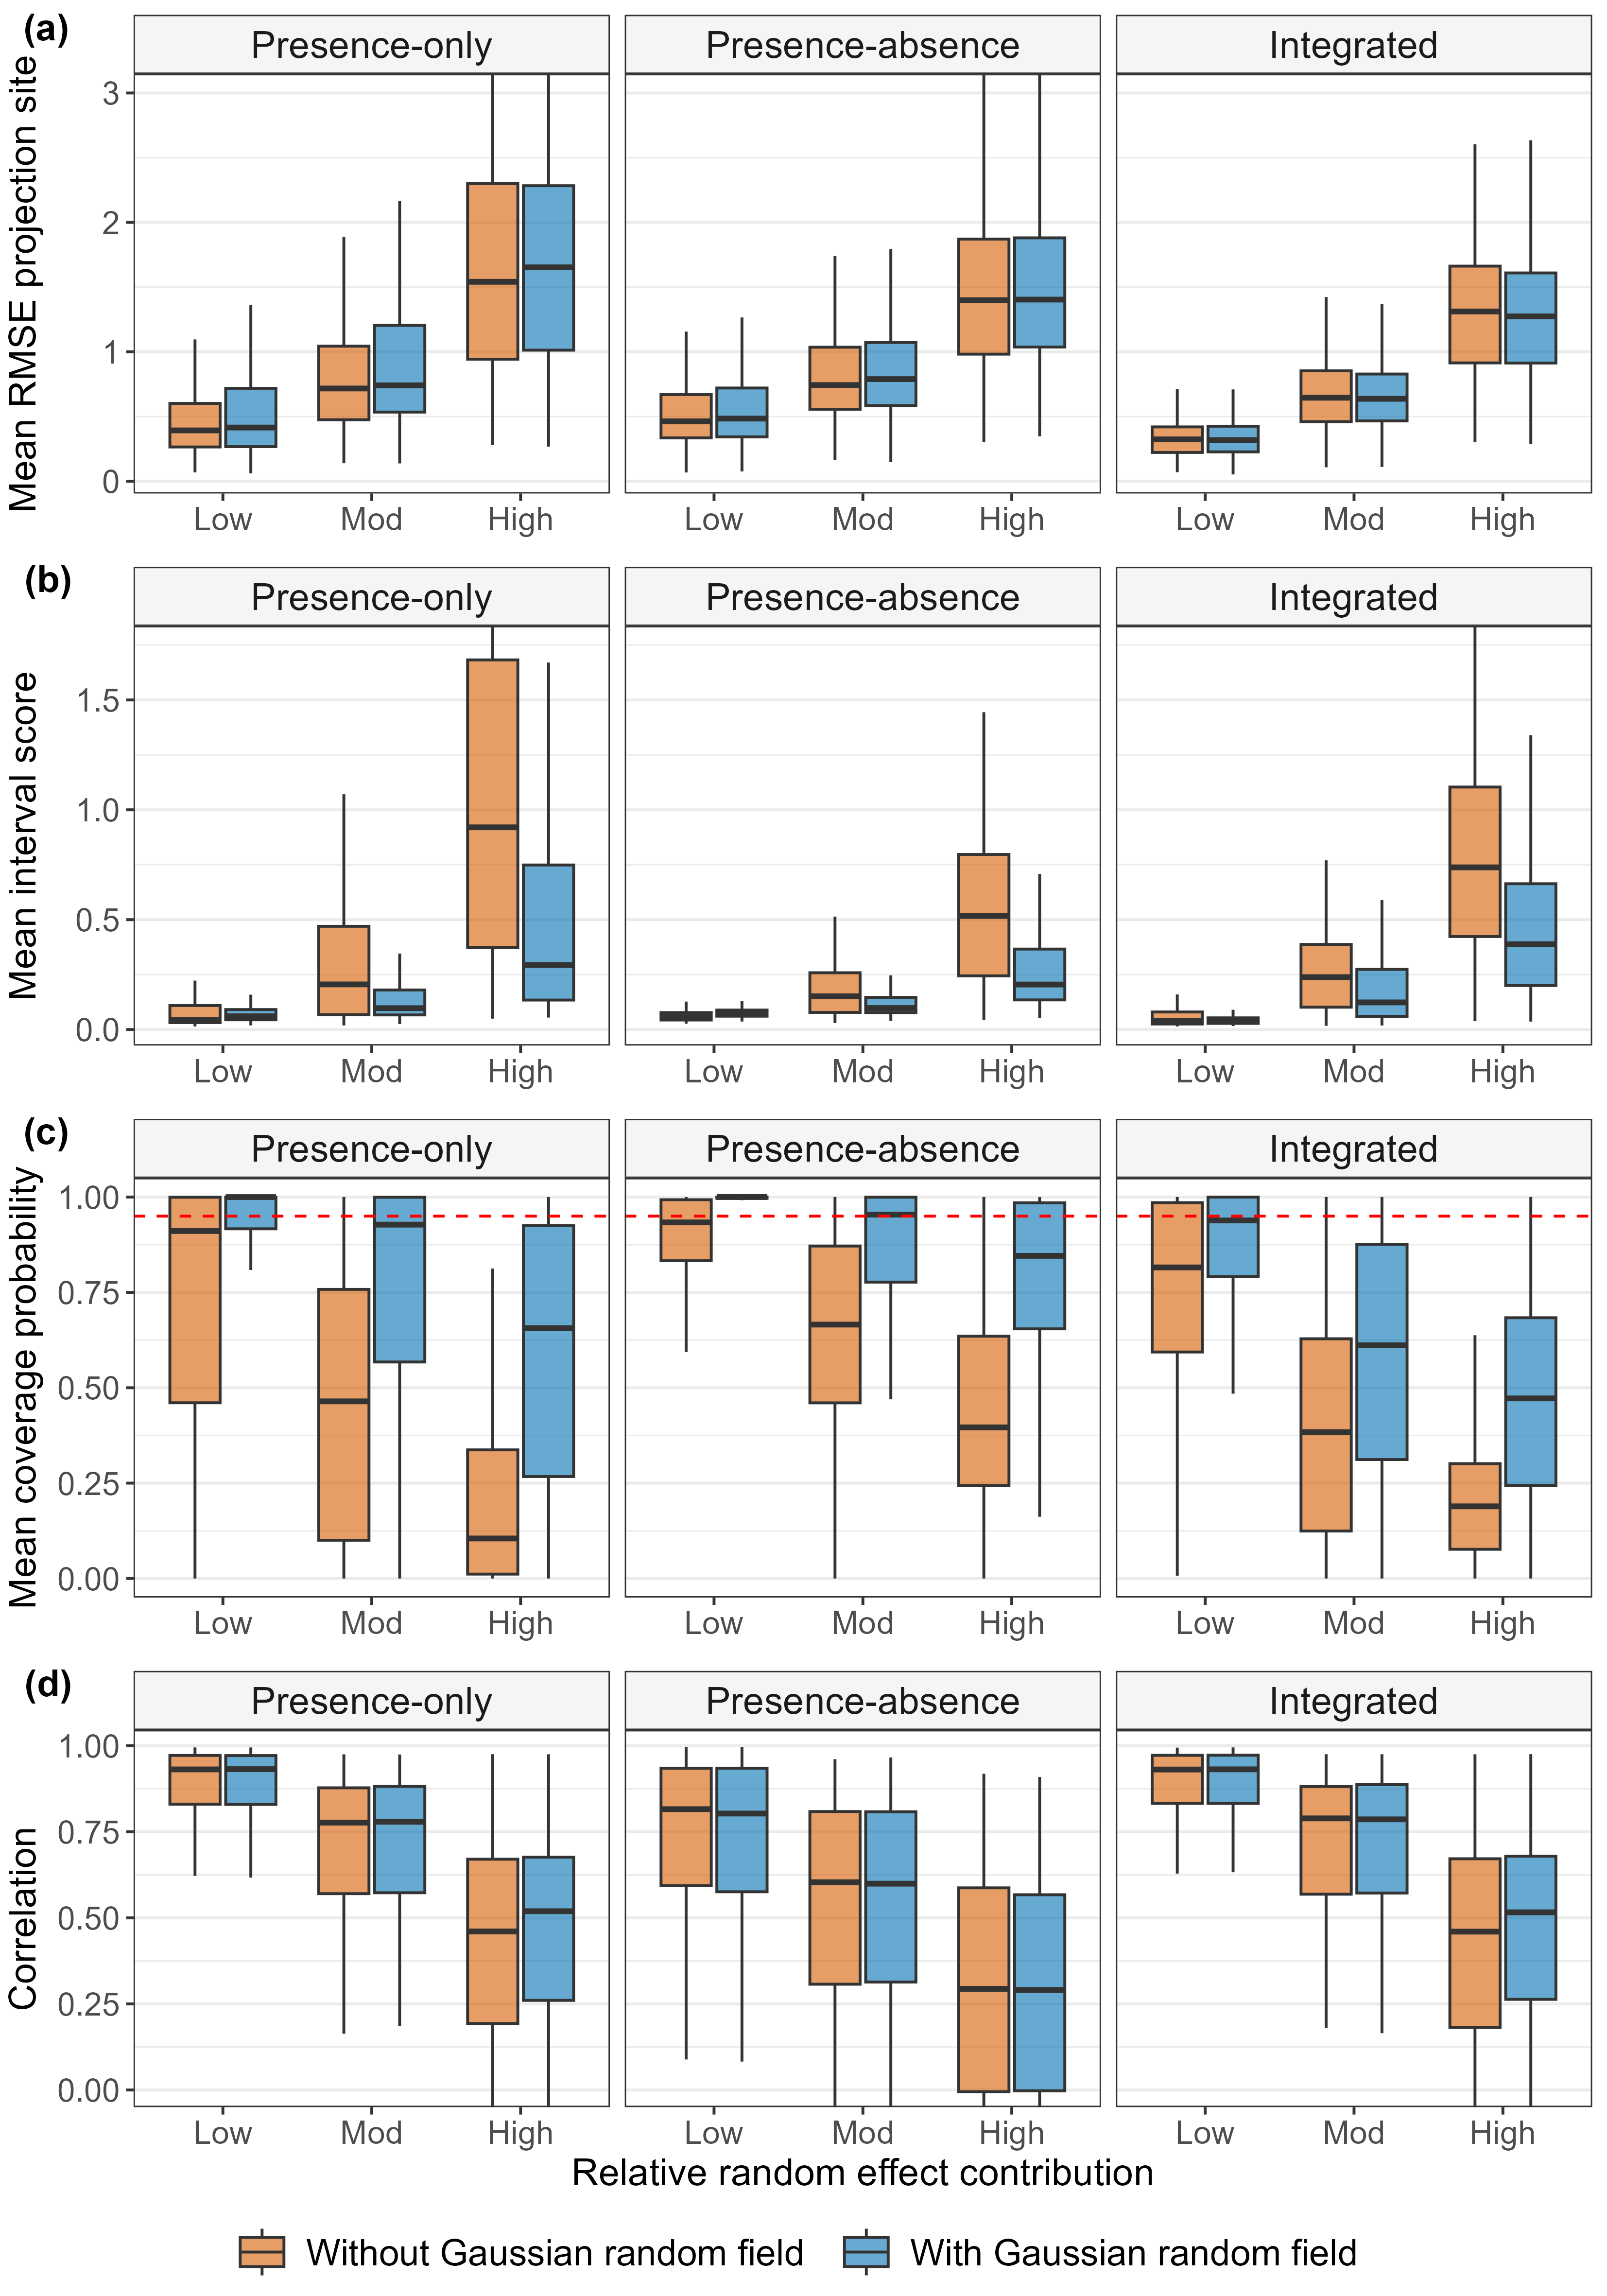 (a)
Presence-only Presence-absence Integrated
Mean RMSE projection site
3
2
1
0
Low Mod High Low Mod High Low Mod High
(b)
Presence-only Presence-absence Integrated
Mean interval score
1.5
1.0
0.5
0.0
Low Mod High Low Mod High Low Mod High
(c)
Presence-only Presence-absence Integrated
Mean coverage probability
1.00
0.75
0.50
0.25
0.00
Low Mod High Low Mod High Low Mod High
(d)
Presence-only Presence-absence Integrated
Correlation
1.00
0.75
0.50
0.25
0.00
Low Mod High Low Mod High Low Mod High
Relative random effect contribution
Without Gaussian random field With Gaussian random field